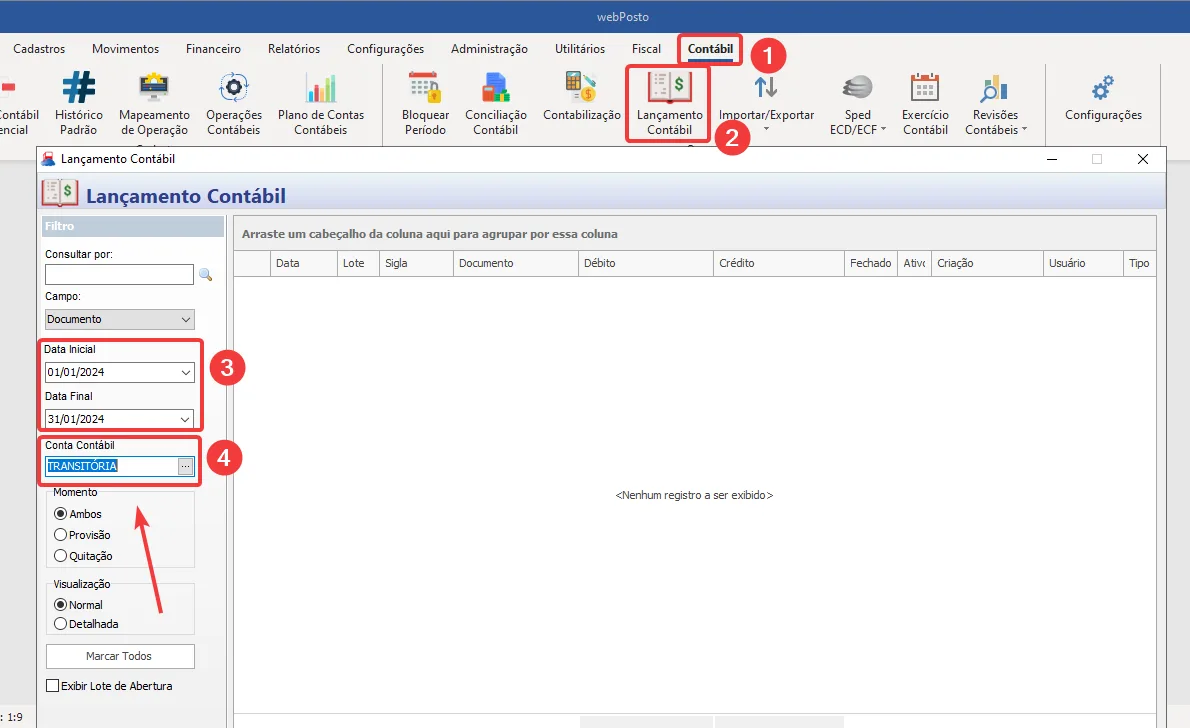 webPosto
Cadastros Movimentos Financeiro Relatórios Configurações Administração Utilitários Fiscal Contábil
1
Histórico Padrão
Mapeamento de Operação
Operações Contábeis
Plano de Contas Contábeis
Bloquear Período
Conciliação Contábil
Contabilização
Lançamento Contábil
Importar/Exportar
Sped ECD/ECF
Exercício Contábil
Revisões Contábeis
Configurações
2
Lançamento Contábil
Lançamento Contábil
Filtro
Arraste um cabeçalho da coluna aqui para agrupar por essa coluna
Data Lote Sigla Documento Débito Crédito Fechado Criação Usuário Tipo
Consultar por:
Campo:
Documento
Data Inicial
01/01/2024
3
Data Final
31/01/2024
Conta Contábil
TRANSITÓRIA ...
4
Momento
Ambos
Provisão
Quitação
<Nenhum registro a ser exibido>
Visualização
Normal
Detalhada
Marcar Todos
Exibir Lote de Abertura
: 1:9